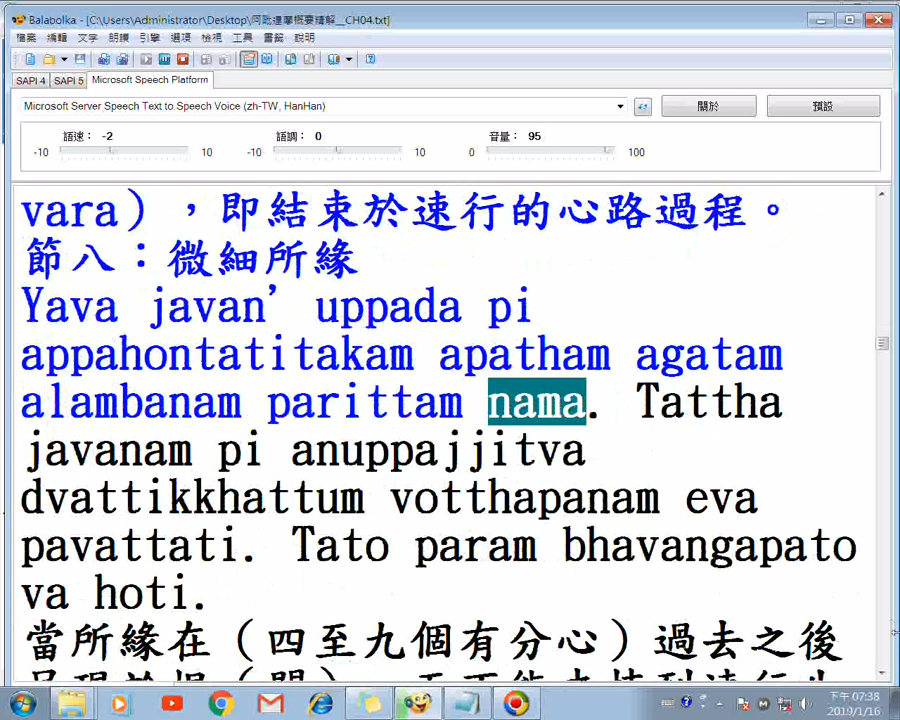 Balabolka - [C:\Users\Administrator\Desktop\阿毗達摩概要精解__CH04.txt]
檔案 編輯 文字 朗讀 引擎 選項 檢視 工具 書籤 說明
SAPI 4 SAPI 5 Microsoft Speech Platform
Microsoft Server Speech Text to Speech Voice (zh-TW, HanHan) 關於 預設
語速： -2 語調： 0 音量： 95
-10 10 -10 10 0 100
vara），即結束於速行的心路過程。
節八：微細所緣
Yava javan’ uppada pi
appahontatitakam apatham agatam
alambanam parittam nama. Tattha
javanam pi anuppajjitva
dvattikkhattum votthapanam eva
pavattati. Tato param bhavangapato
va hoti.
當所緣在（四至九個有分心）過去之後
下午 07:38
2019/1/16